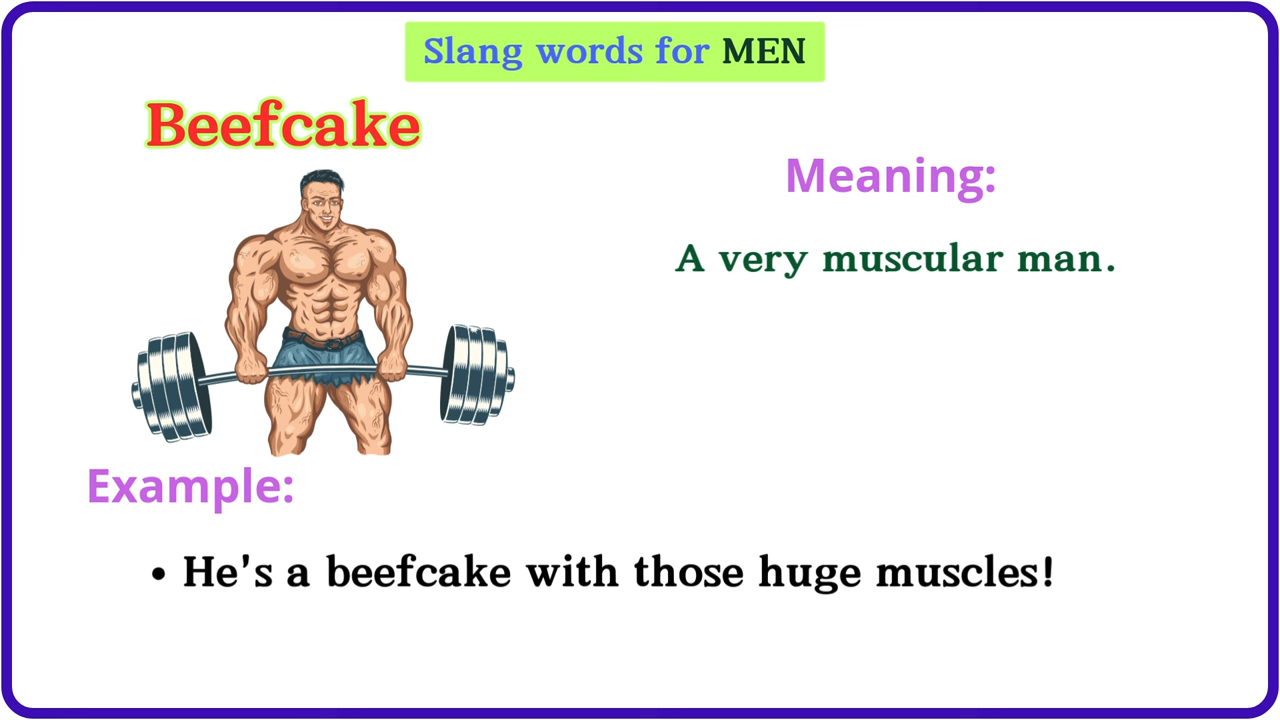 Slang words for MEN
Beefcake
Meaning:
A very muscular man.
Example:
• He's a beefcake with those huge muscles!